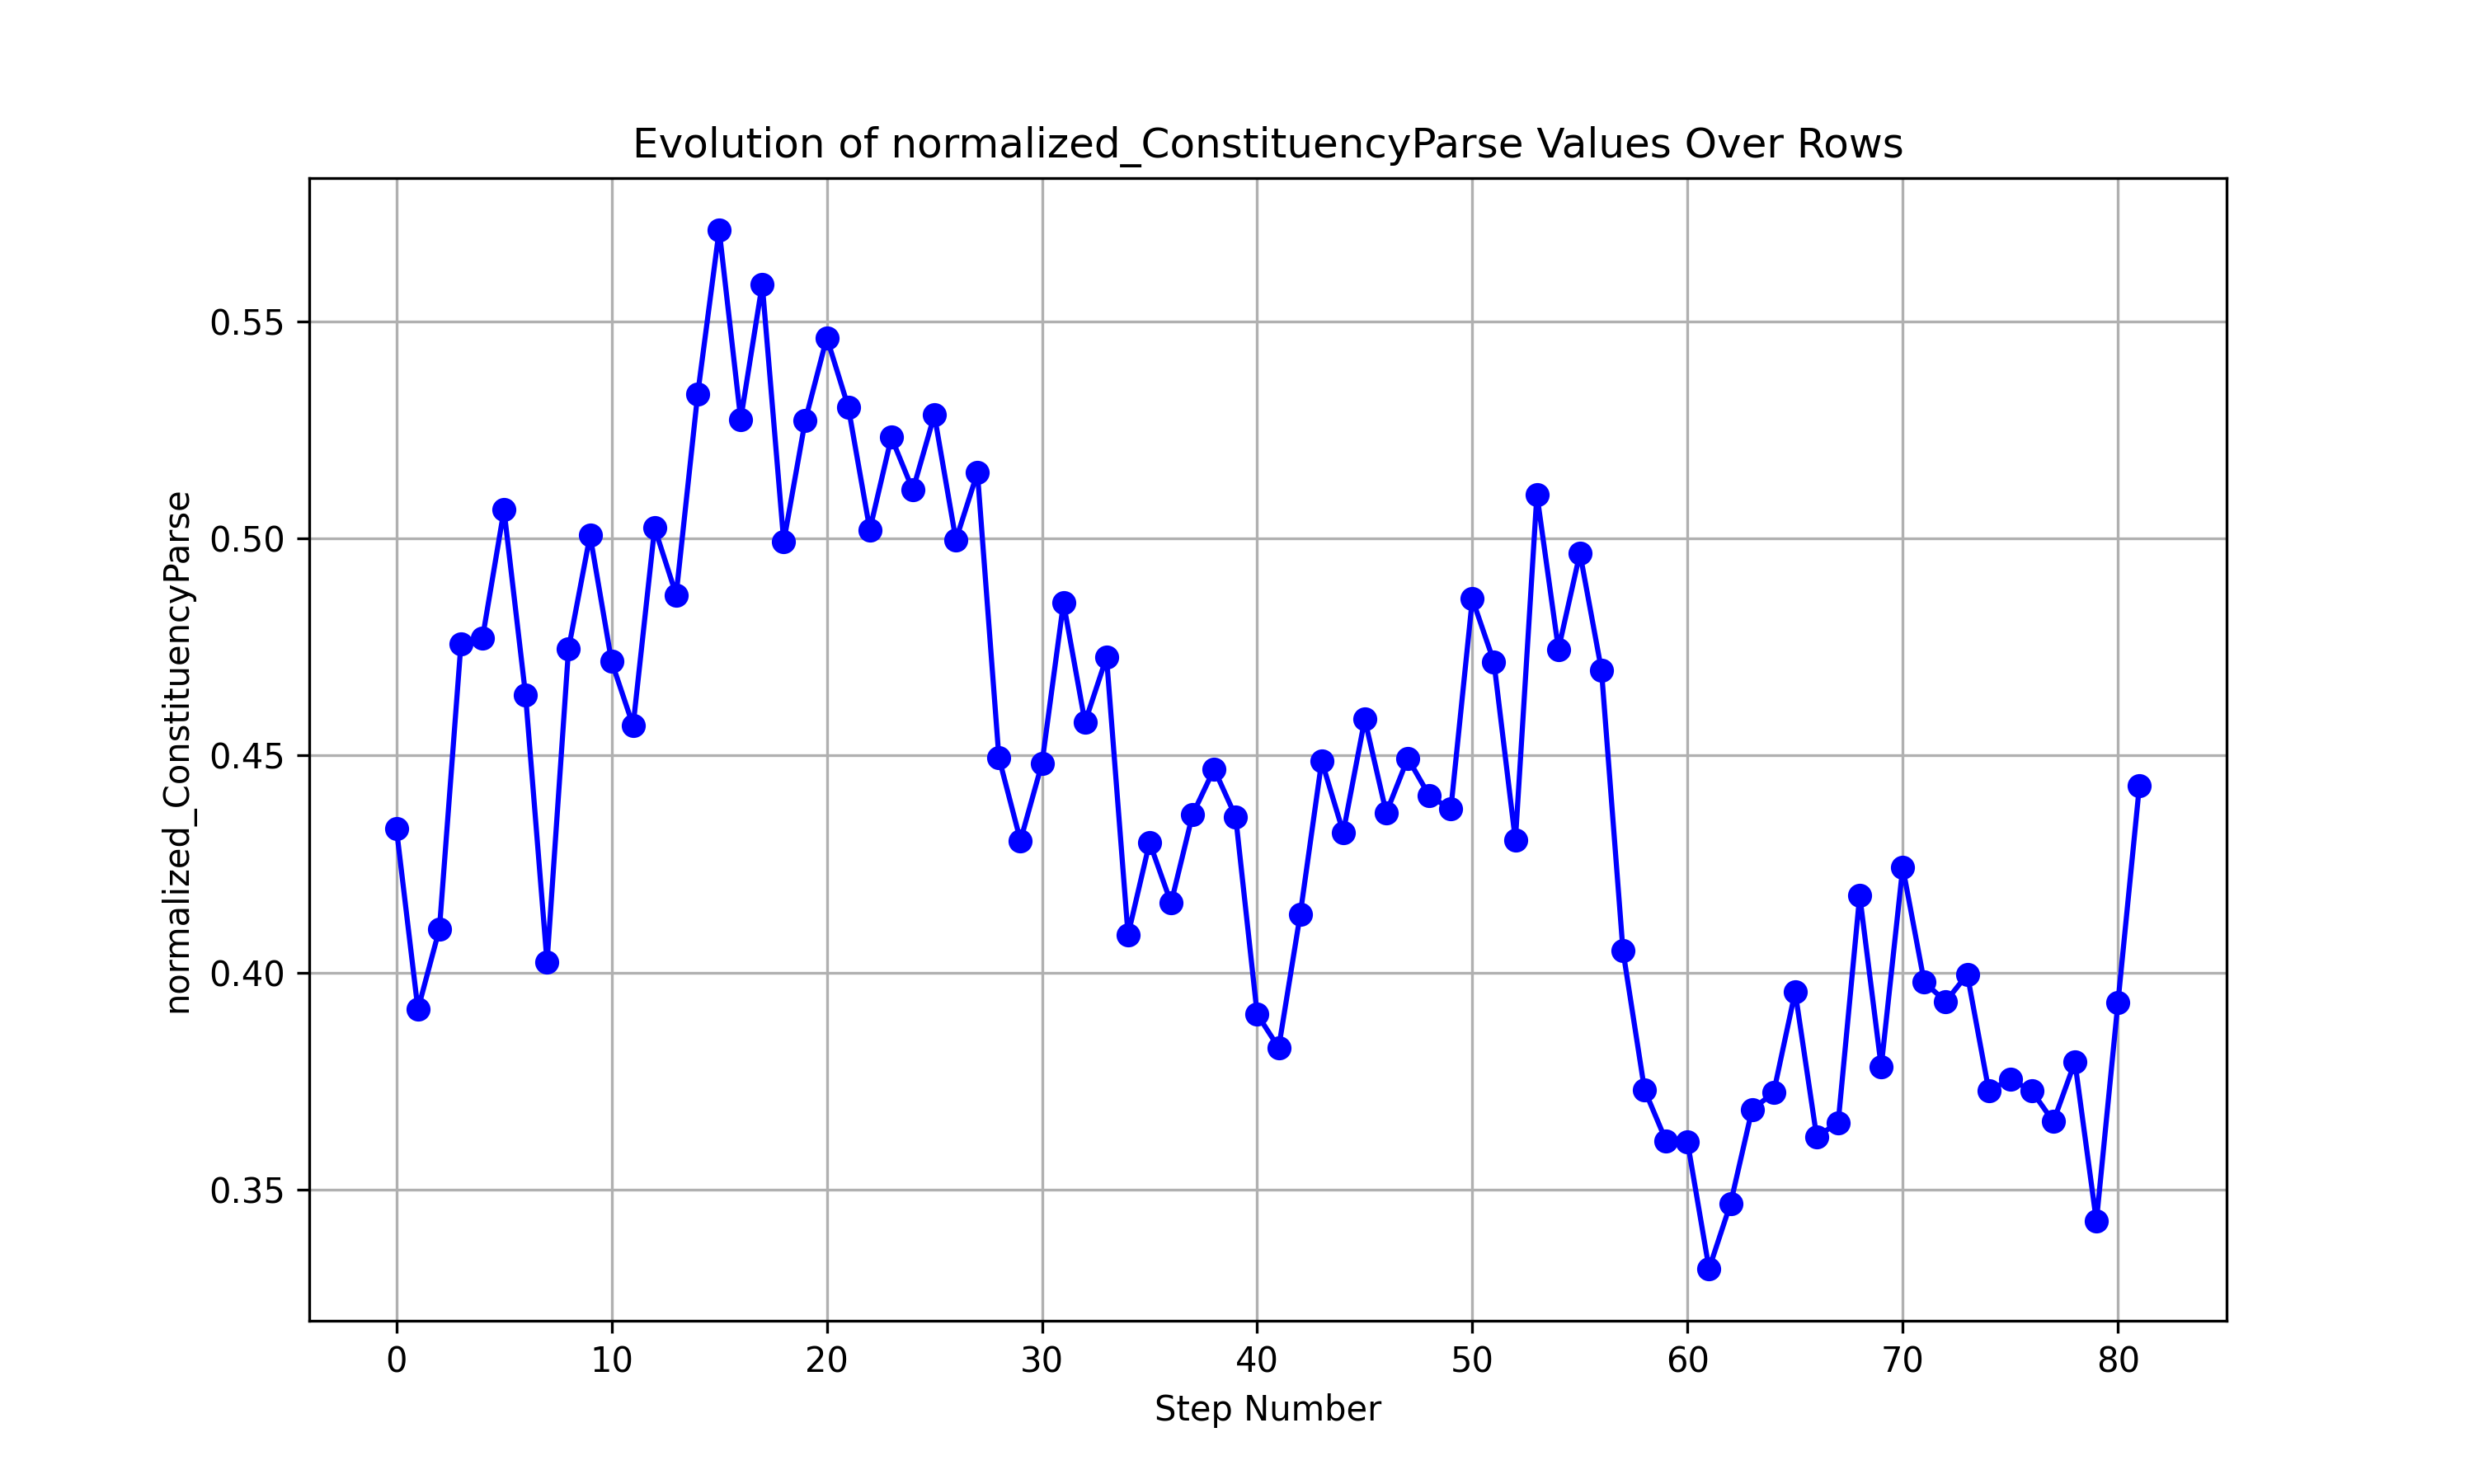 Evolution of normalized_ConstituencyParse Values Over Rows
normalized_ConstituencyParse
0.55
0.50
0.45
0.40
0.35
0 10 20 30 40 50 60 70 80
Step Number